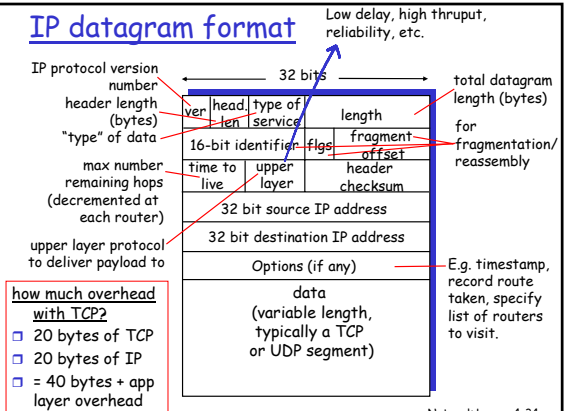 IP datagram format
Low delay, high thruput,
reliability, etc.
32 bits
IP protocol version
number
header length
(bytes)
"type" of data
max number
remaining hops
(decremented at
each router)
upper layer protocol
to deliver payload to
ver
head.
len
type of
service
length
16-bit identifier
flgs
fragment
offset
time to
live
upper
layer
header
checksum
32 bit source IP address
32 bit destination IP address
Options (if any)
data
(variable length,
typically a TCP
or UDP segment)
total datagram
length (bytes)
for
fragmentation/
reassembly
E.g. timestamp,
record route
taken, specify
list of routers
to visit.
how much overhead
with TCP?
20 bytes of TCP
20 bytes of IP
= 40 bytes + app
layer overhead